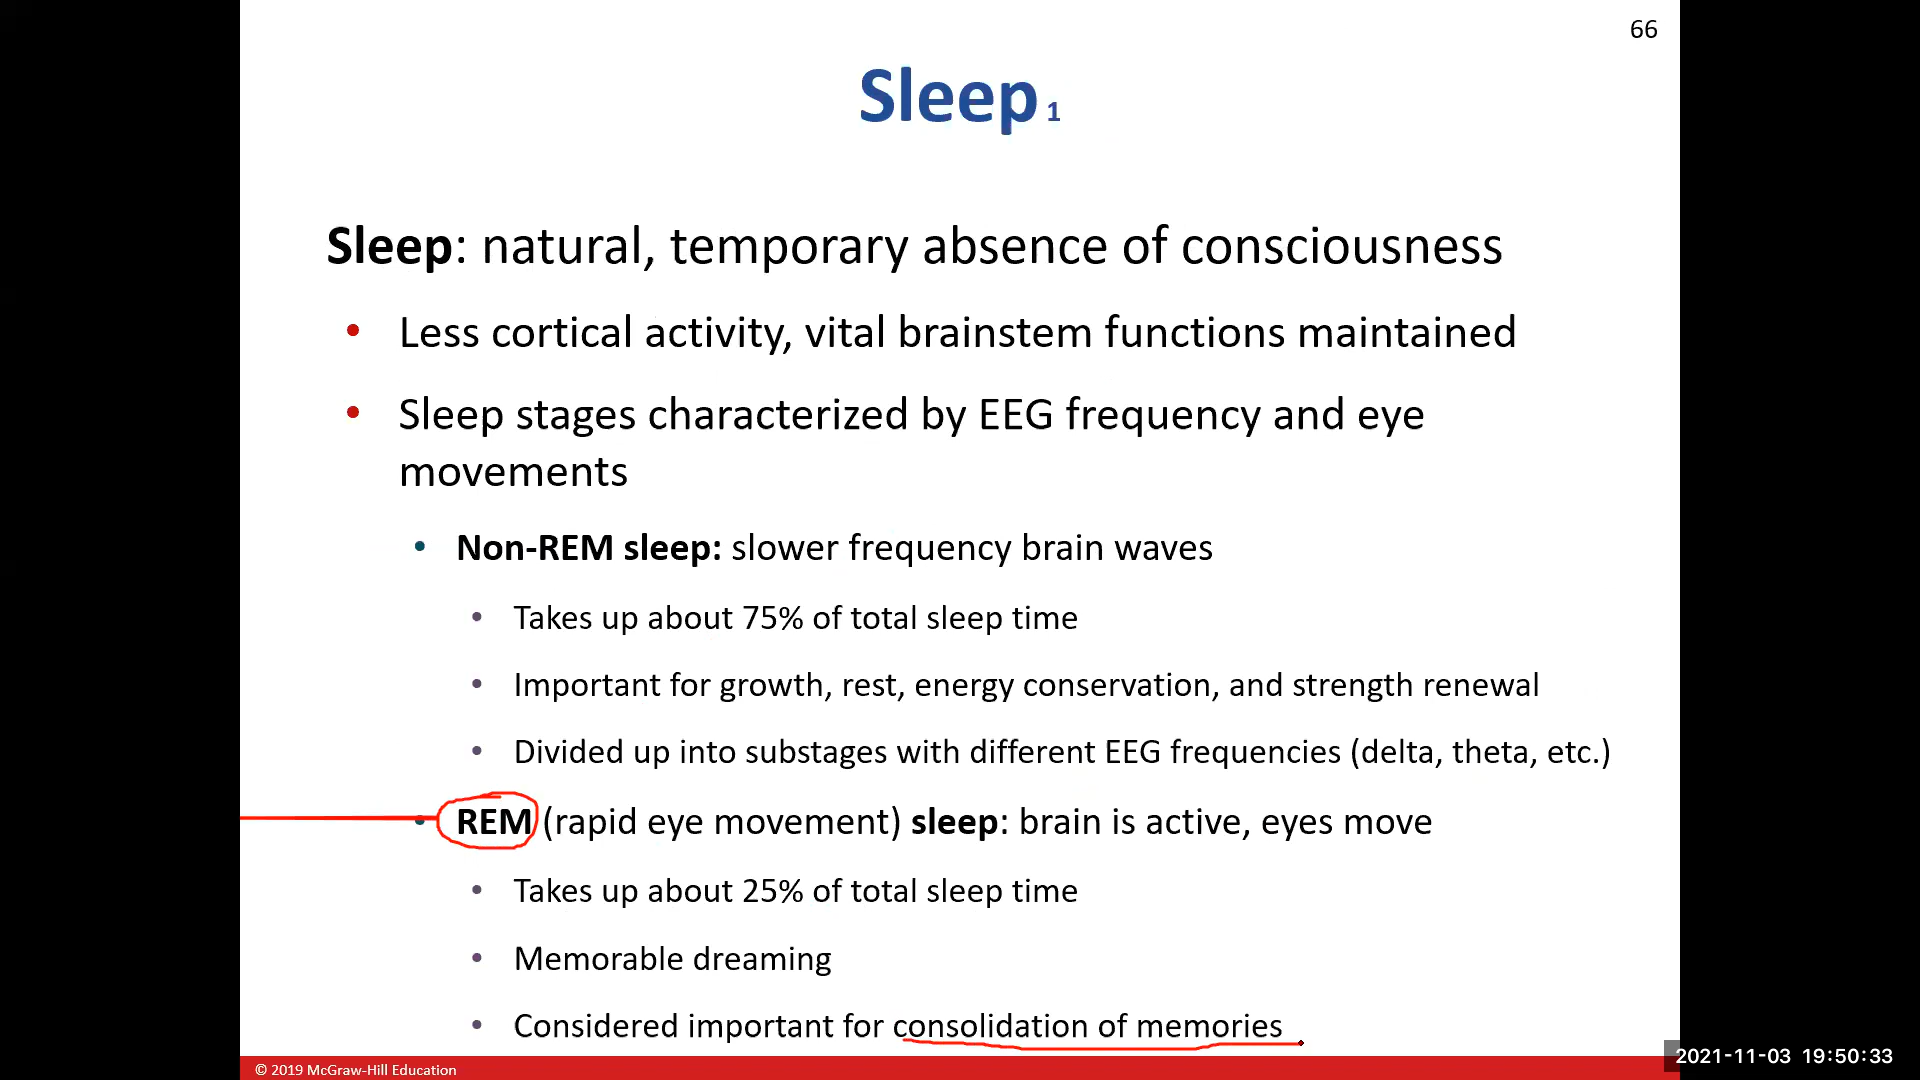 66
Sleep 1
Sleep: natural, temporary absence of consciousness
• Less cortical activity, vital brainstem functions maintained
• Sleep stages characterized by EEG frequency and eye
movements
• Non-REM sleep: slower frequency brain waves
• Takes up about 75% of total sleep time
• Important for growth, rest, energy conservation, and strength renewal
• Divided up into substages with different EEG frequencies (delta, theta, etc.)
• REM (rapid eye movement) sleep: brain is active, eyes move
• Takes up about 25% of total sleep time
• Memorable dreaming
• Considered important for consolidation of memories
© 2019 McGraw-Hill Education
2021-11-03 19:50:33